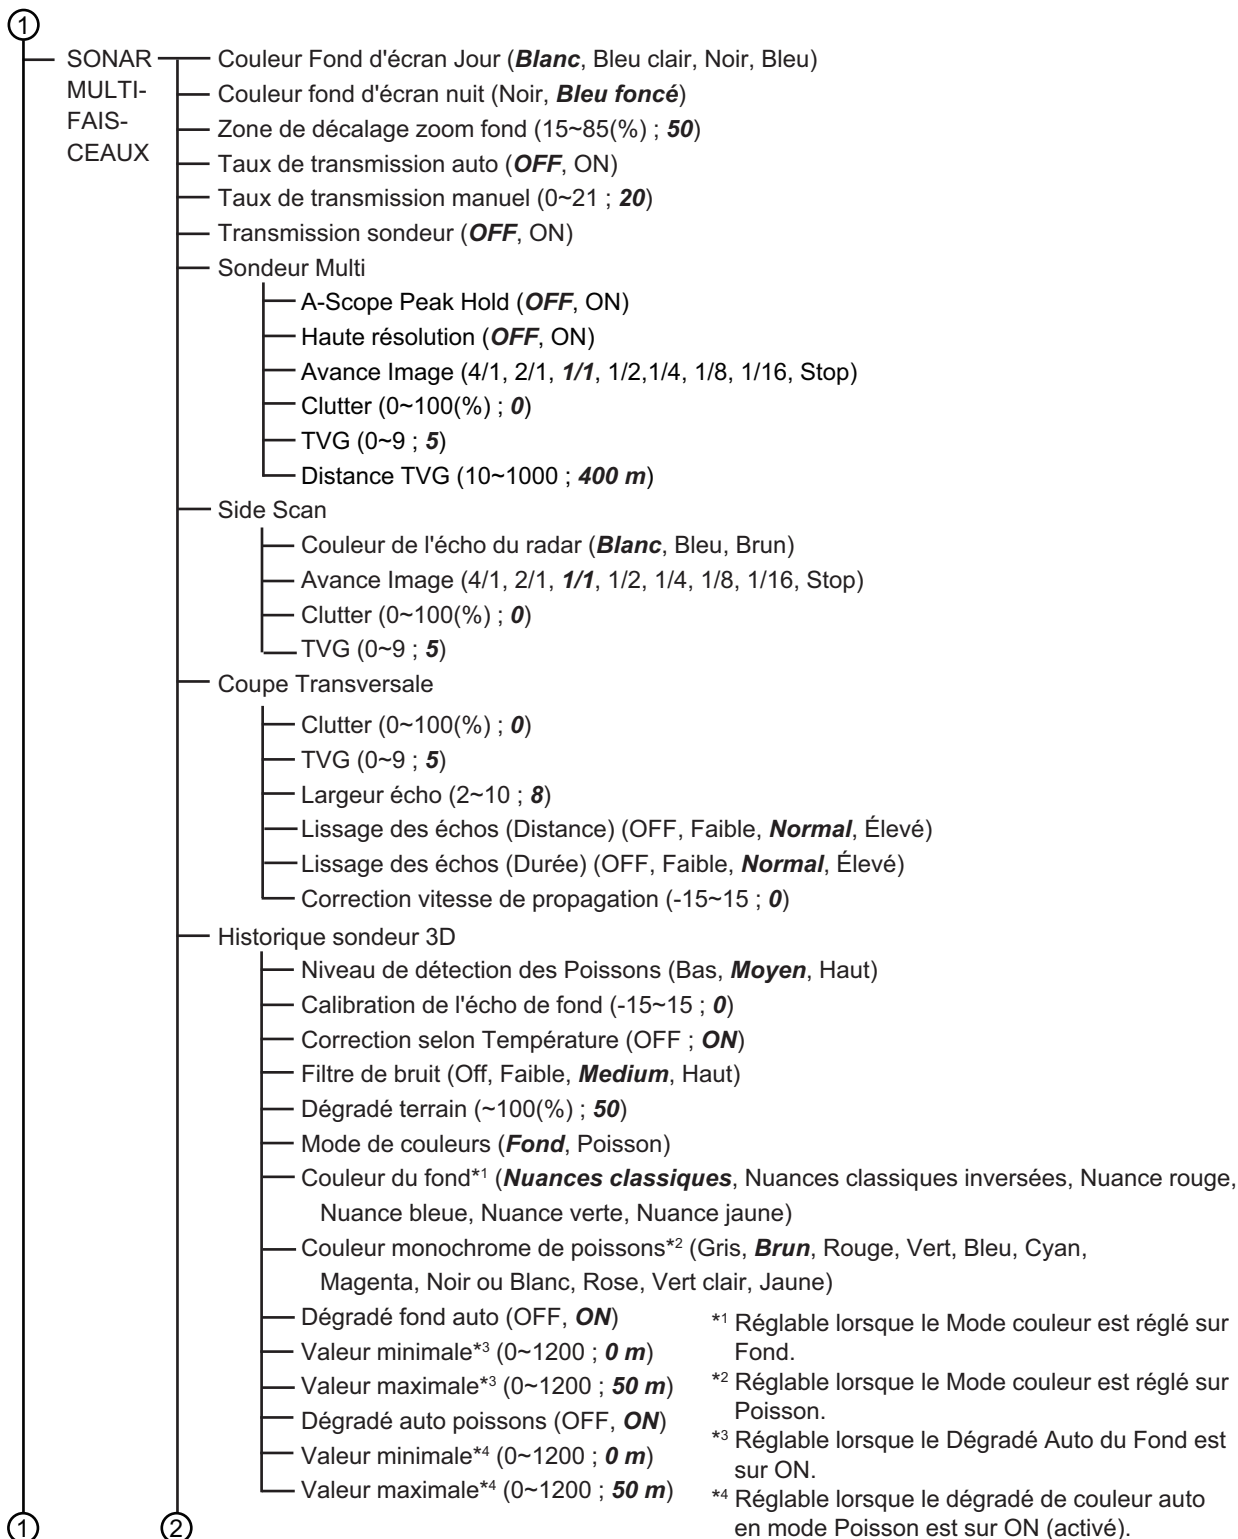 1
SONAR
MULTI-
FAIS-
CEAUX
Couleur Fond d'écran Jour (Blanc, Bleu clair, Noir, Bleu)
Couleur fond d'écran nuit (Noir, Bleu foncé)
Zone de décalage zoom fond (15~85(%) ; 50)
Taux de transmission auto (OFF, ON)
Taux de transmission manuel (0~21 ; 20)
Transmission sondeur (OFF, ON)
Sondeur Multi
A-Scope Peak Hold (OFF, ON)
Haute résolution (OFF, ON)
Avance Image (4/1, 2/1, 1/1, 1/2,1/4, 1/8, 1/16, Stop)
Clutter (0~100(%) ; 0)
TVG (0~9 ; 5)
Distance TVG (10~1000 ; 400 m)
Side Scan
Couleur de l'écho du radar (Blanc, Bleu, Brun)
Avance Image (4/1, 2/1, 1/1, 1/2, 1/4, 1/8, 1/16, Stop)
Clutter (0~100(%) ; 0)
TVG (0~9 ; 5)
Coupe Transversale
Clutter (0~100(%) ; 0)
TVG (0~9 ; 5)
Largeur écho (2~10 ; 8)
Lissage des échos (Distance) (OFF, Faible, Normal, Élevé)
Lissage des échos (Durée) (OFF, Faible, Normal, Élevé)
Correction vitesse de propagation (-15~15 ; 0)
Historique sondeur 3D
Niveau de détection des Poissons (Bas, Moyen, Haut)
Calibration de l'écho de fond (-15~15 ; 0)
Correction selon Température (OFF ; ON)
Filtre de bruit (Off, Faible, Medium, Haut)
Dégradé terrain (~100(%) ; 50)
Mode de couleurs (Fond, Poisson)
Couleur du fond*1 (Nuances classiques, Nuances classiques inversées, Nuance rouge,
Nuance bleue, Nuance verte, Nuance jaune)
Couleur monochrome de poissons*2 (Gris, Brun, Rouge, Vert, Bleu, Cyan,
Magenta, Noir ou Blanc, Rose, Vert clair, Jaune)
Dégradé fond auto (OFF, ON)
Valeur minimale*3 (0~1200 ; 0 m)
Valeur maximale*3 (0~1200 ; 50 m)
Dégradé auto poissons (OFF, ON)
Valeur minimale*4 (0~1200 ; 0 m)
Valeur maximale*4 (0~1200 ; 50 m)
*1 Réglable lorsque le Mode couleur est réglé sur
Fond.
*2 Réglable lorsque le Mode couleur est réglé sur
Poisson.
*3 Réglable lorsque le Dégradé Auto du Fond est
sur ON.
*4 Réglable lorsque le dégradé de couleur auto
en mode Poisson est sur ON (activé).
1
2